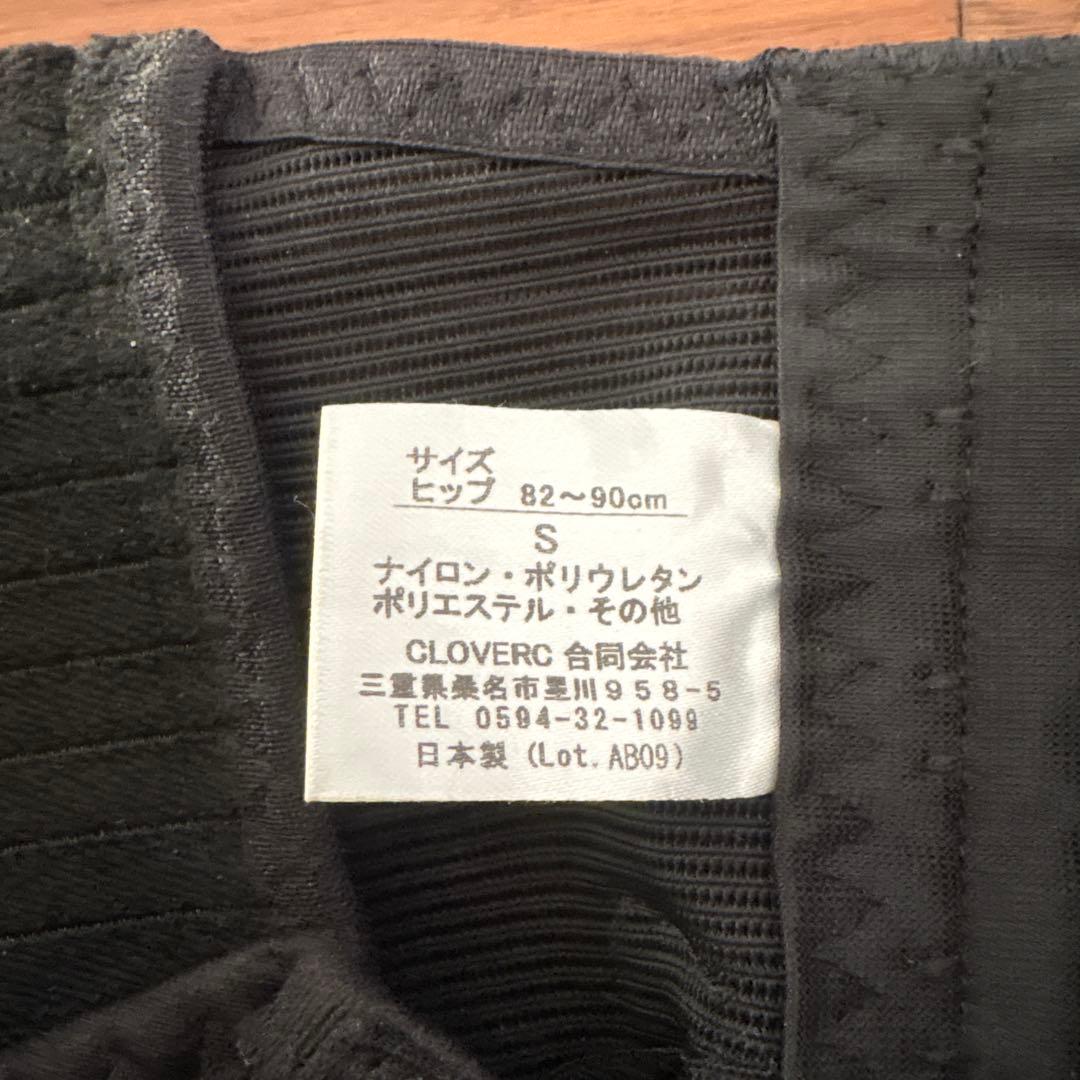 サイズ
ヒップ 82～90cm
S
ナイロン・ポリウレタン
ポリエステル・その他
CLOVERC 合同会社
三重県桑名市星川958-5
TEL 0594-32-1099
日本製 (Lot. AB09)